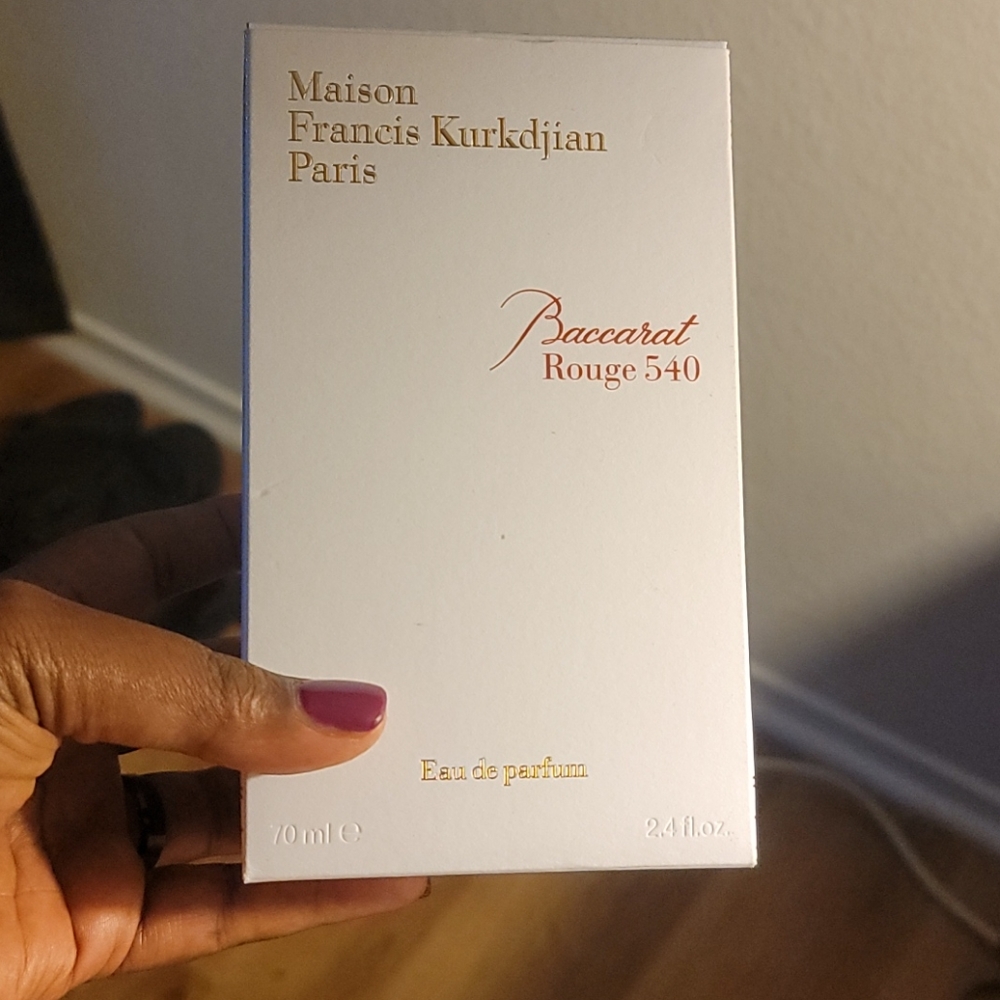 Maison
Francis Kurkdjian
Paris
Baccarat
Rouge 540
Eau de parfum
70 ml ℮ 2.4 fl.oz.